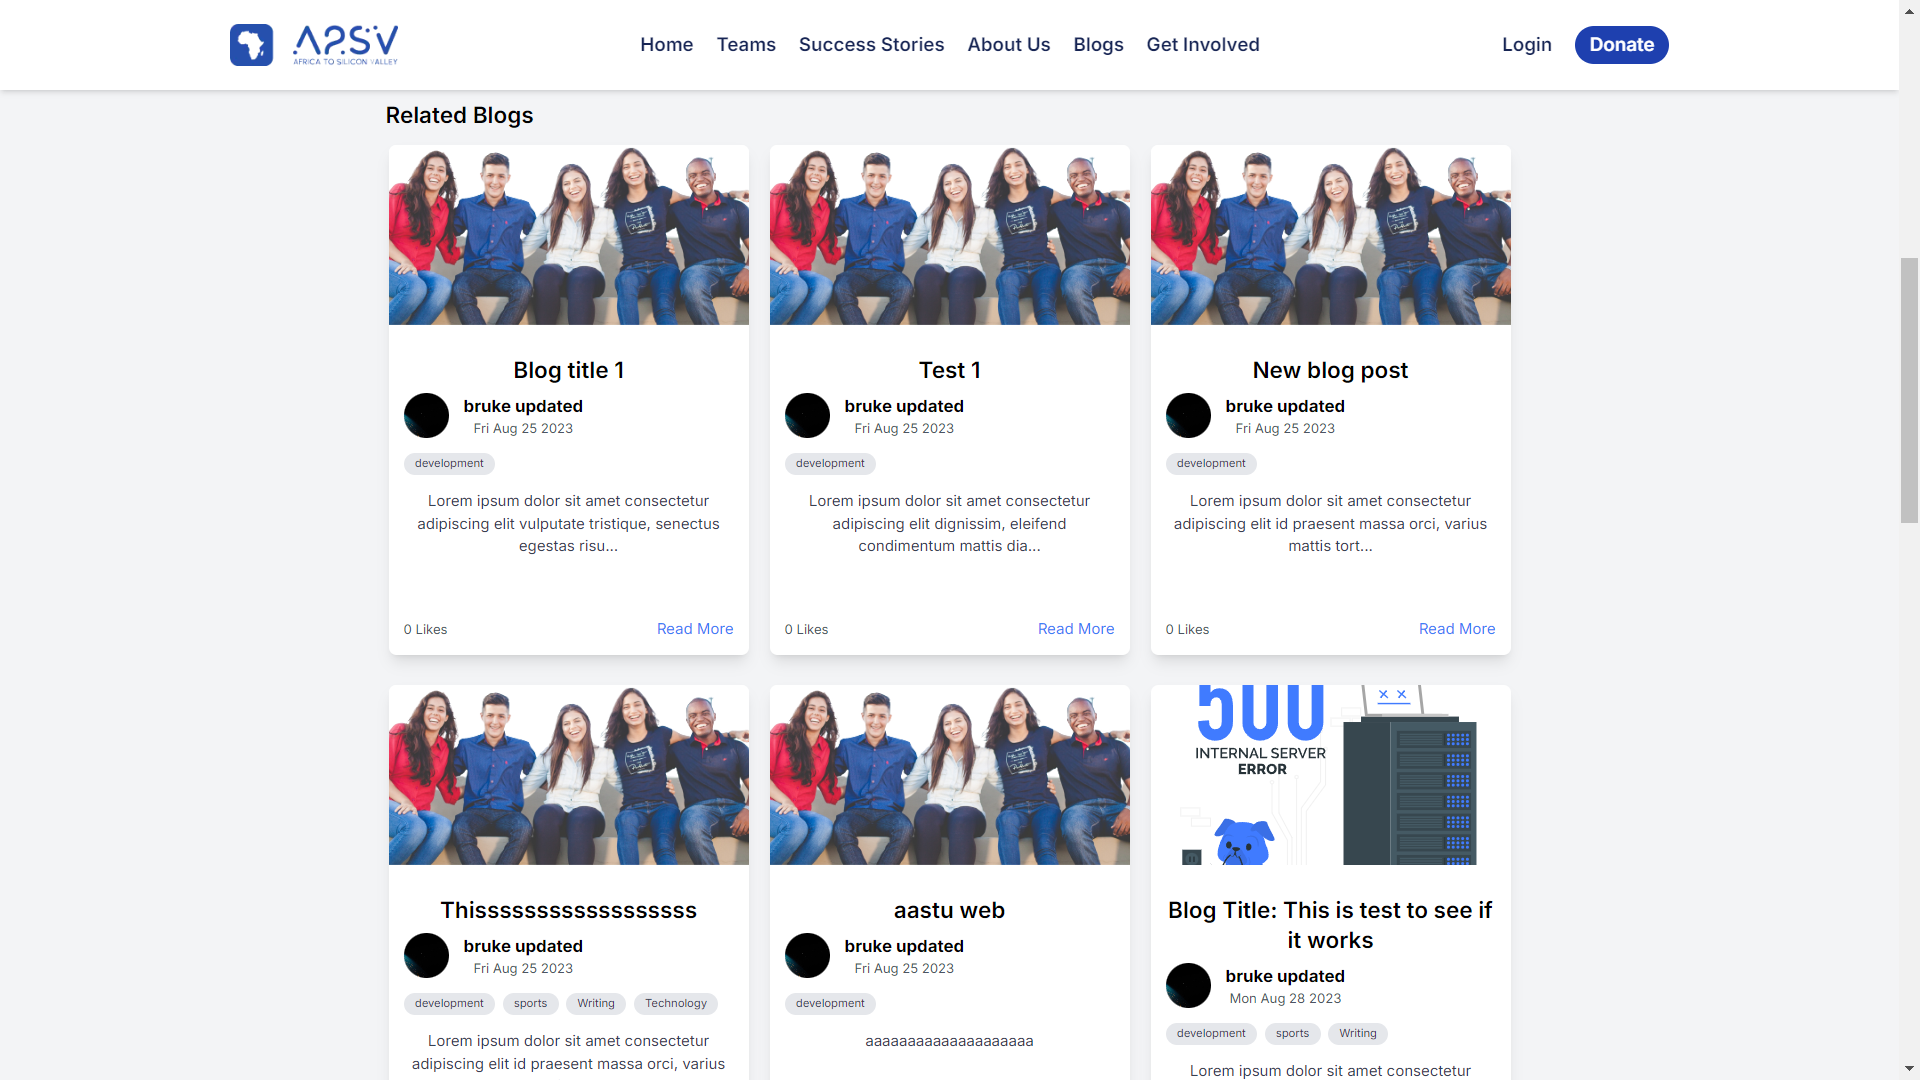 A2SV
AFRICA TO SILICON VALLEY
Home Teams Success Stories About Us Blogs Get Involved
Login Donate
Related Blogs
Blog title 1
bruke updated
Fri Aug 25 2023
development
Lorem ipsum dolor sit amet consectetur
adipiscing elit vulputate tristique, senectus
egestas risu...
0 Likes Read More
Test 1
bruke updated
Fri Aug 25 2023
development
Lorem ipsum dolor sit amet consectetur
adipiscing elit dignissim, eleifend
condimentum mattis dia...
0 Likes Read More
New blog post
bruke updated
Fri Aug 25 2023
development
Lorem ipsum dolor sit amet consectetur
adipiscing elit id praesent massa orci, varius
mattis tort...
0 Likes Read More
Thissssssssssssssssss
bruke updated
Fri Aug 25 2023
development sports Writing Technology
Lorem ipsum dolor sit amet consectetur
adipiscing elit id praesent massa orci, varius
aastu web
bruke updated
Fri Aug 25 2023
development
aaaaaaaaaaaaaaaaaaaa
500
INTERNAL SERVER
ERROR
Blog Title: This is test to see if
it works
bruke updated
Mon Aug 28 2023
development sports Writing
Lorem ipsum dolor sit amet consectetur